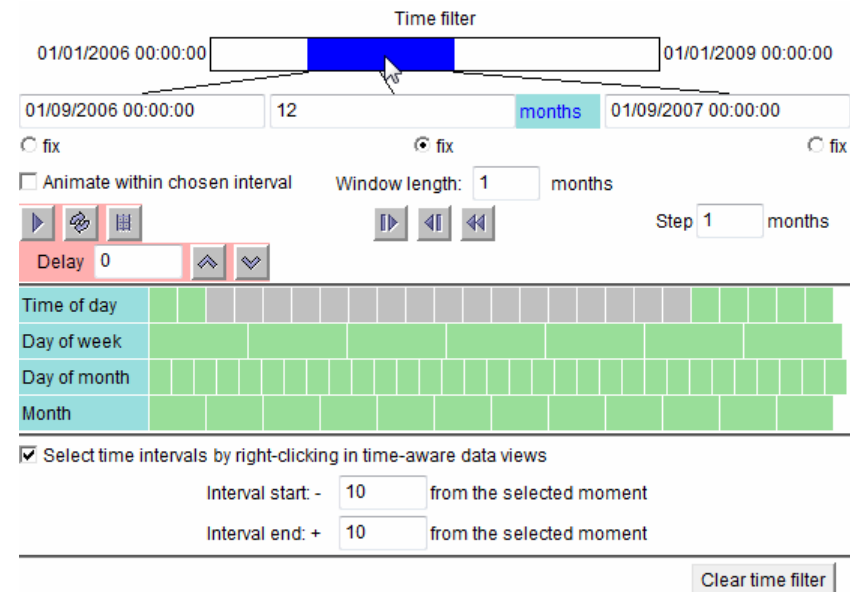 Time filter
01/01/2006 00:00:00 01/01/2009 00:00:00
01/09/2006 00:00:00 12 months 01/09/2007 00:00:00
fix fix fix
Animate within chosen interval Window length: 1 months
Step 1 months
Delay 0
Time of day
Day of week
Day of month
Month
Select time intervals by right-clicking in time-aware data views
Interval start: - 10 from the selected moment
Interval end: + 10 from the selected moment
Clear time filter